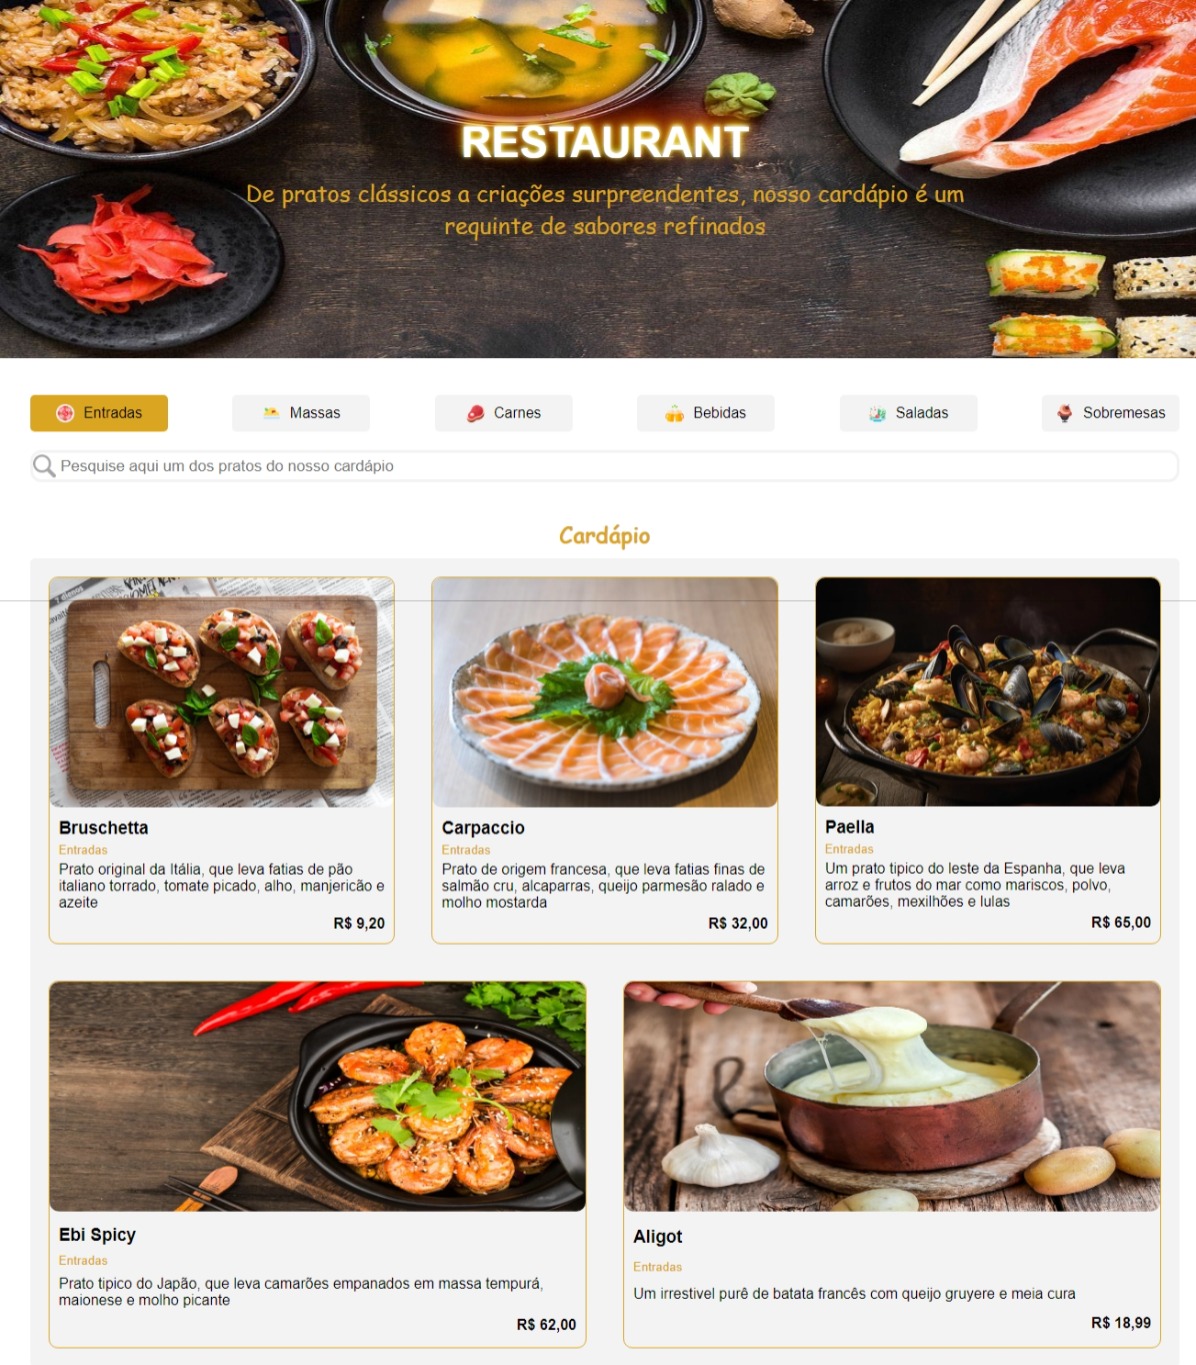 RESTAURANT
De pratos clássicos a criações surpreendentes, nosso cardápio é um
requinte de sabores refinados
Entradas
Massas
Carnes
Bebidas
Saladas
Sobremesas
Pesquise aqui um dos pratos do nosso cardápio
Cardápio
Bruschetta
Entradas
Prato original da Itália, que leva fatias de pão
italiano torrado, tomate picado, alho, manjericão e
azeite
R$ 9,20
Carpaccio
Entradas
Prato de origem francesa, que leva fatias finas de
salmão cru, alcaparras, queijo parmesão ralado e
molho mostarda
R$ 32,00
Paella
Entradas
Um prato tipico do leste da Espanha, que leva
arroz e frutos do mar como mariscos, polvo,
camarões, mexilhões e lulas
R$ 65,00
Ebi Spicy
Entradas
Prato tipico do Japão, que leva camarões empanados em massa tempurá,
maionese e molho picante
R$ 62,00
Aligot
Entradas
Um irrestivel purê de batata francês com queijo gruyere e meia cura
R$ 18,99